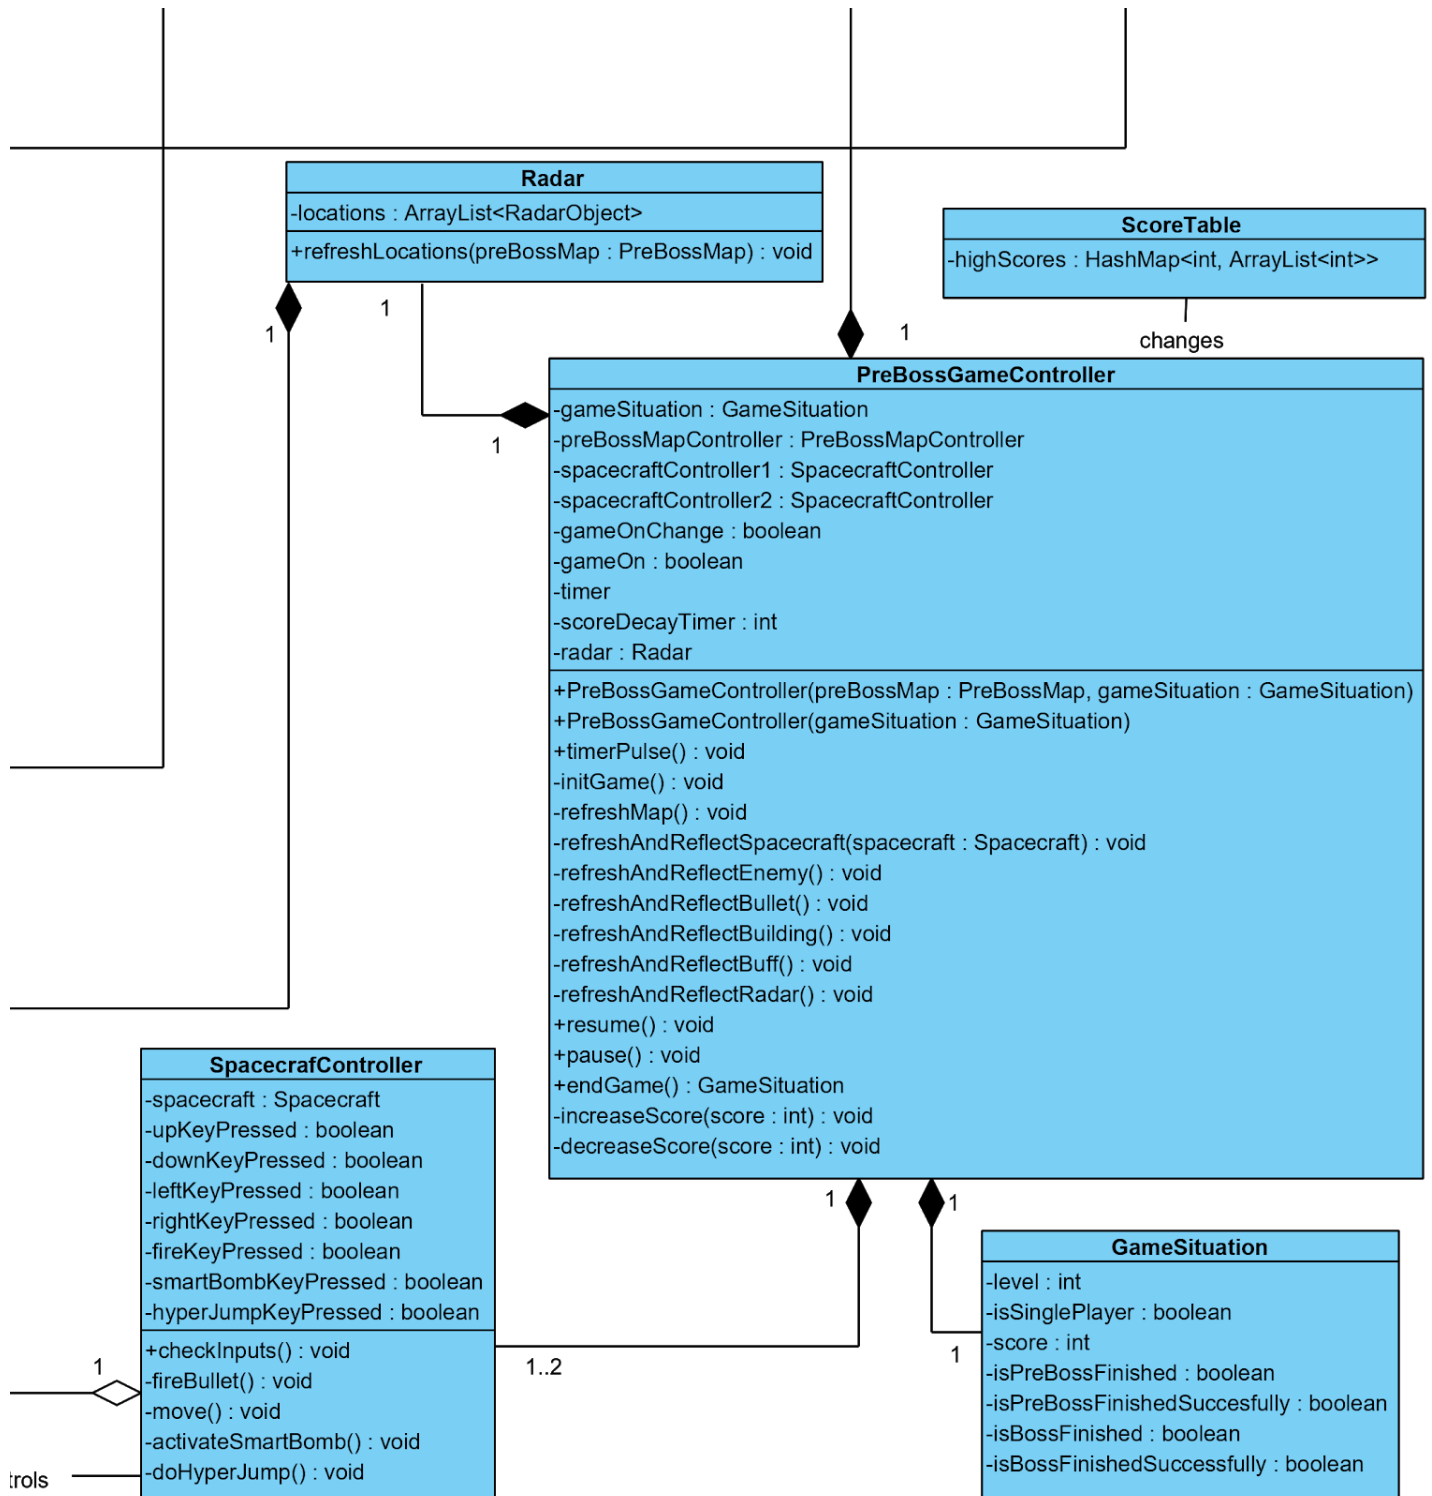 Radar
-locations : ArrayList<RadarObject>
+refreshLocations(preBossMap : PreBossMap) : void
1
1
1
1
ScoreTable
-highScores : HashMap<int, ArrayList<int>>
changes
PreBossGameController
-gameSituation : GameSituation
-preBossMapController : PreBossMapController
-spacecraftController1 : SpacecraftController
-spacecraftController2 : SpacecraftController
-gameOnChange : boolean
-gameOn : boolean
-timer
-scoreDecayTimer : int
-radar : Radar
+PreBossGameController(preBossMap : PreBossMap, gameSituation : GameSituation)
+PreBossGameController(gameSituation : GameSituation)
+timerPulse() : void
-initGame() : void
-refreshMap() : void
-refreshAndReflectSpacecraft(spacecraft : Spacecraft) : void
-refreshAndReflectEnemy() : void
-refreshAndReflectBullet() : void
-refreshAndReflectBuilding() : void
-refreshAndReflectBuff() : void
-refreshAndReflectRadar() : void
+resume() : void
+pause() : void
+endGame() : GameSituation
-increaseScore(score : int) : void
-decreaseScore(score : int) : void
1
1
SpacecrafController
-spacecraft : Spacecraft
-upKeyPressed : boolean
-downKeyPressed : boolean
-leftKeyPressed : boolean
-rightKeyPressed : boolean
-fireKeyPressed : boolean
-smartBombKeyPressed : boolean
-hyperJumpKeyPressed : boolean
+checkInputs() : void
-fireBullet() : void
-move() : void
-activateSmartBomb() : void
-doHyperJump() : void
1
trols
1..2
1
GameSituation
-level : int
-isSinglePlayer : boolean
-score : int
-isPreBossFinished : boolean
-isPreBossFinishedSuccesfully : boolean
-isBossFinished : boolean
-isBossFinishedSuccessfully : boolean